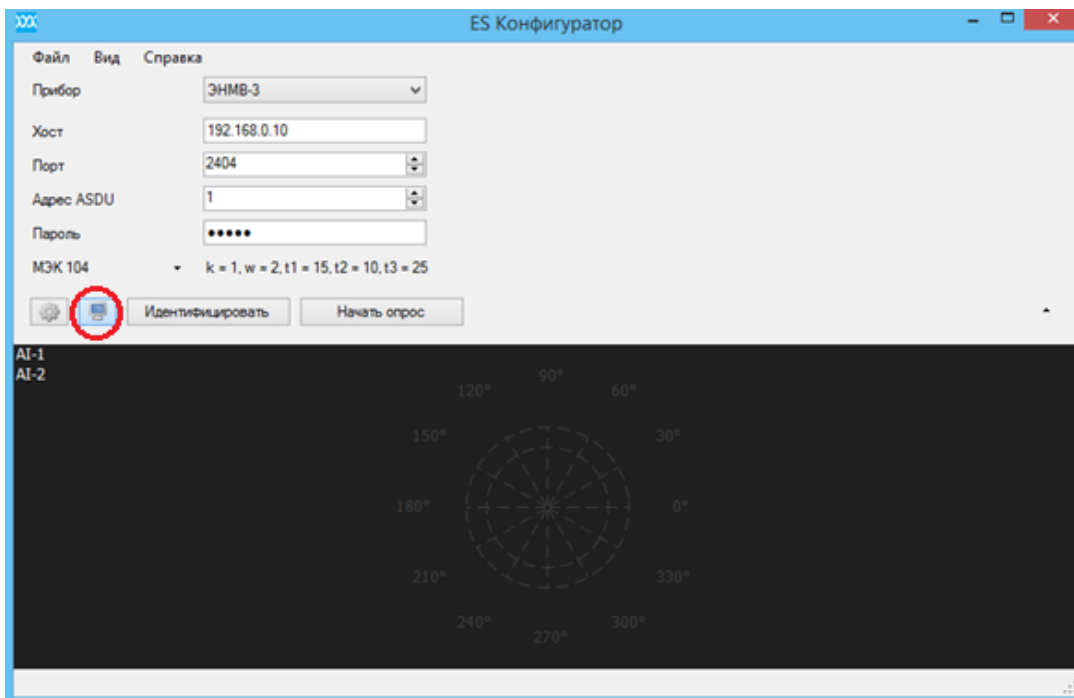 ES Конфигуратор
Файл Вид Справка
Прибор ЭНМВ-3
Хост 192.168.0.10
Порт 2404
Адрес ASDU 1
Пароль •••••
МЭК 104 k = 1, w = 2, t1 = 15, t2 = 10, t3 = 25
Идентифицировать Начать опрос
AI-1
AI-2
90°
120° 60°
150° 30°
180° 0°
210° 330°
240° 300°
270°